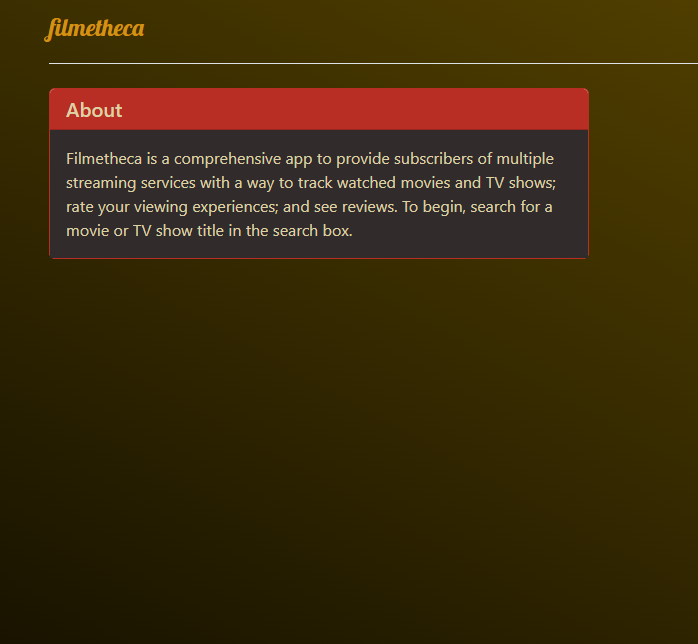 filmetheca
About
Filmetheca is a comprehensive app to provide subscribers of multiple
streaming services with a way to track watched movies and TV shows;
rate your viewing experiences; and see reviews. To begin, search for a
movie or TV show title in the search box.